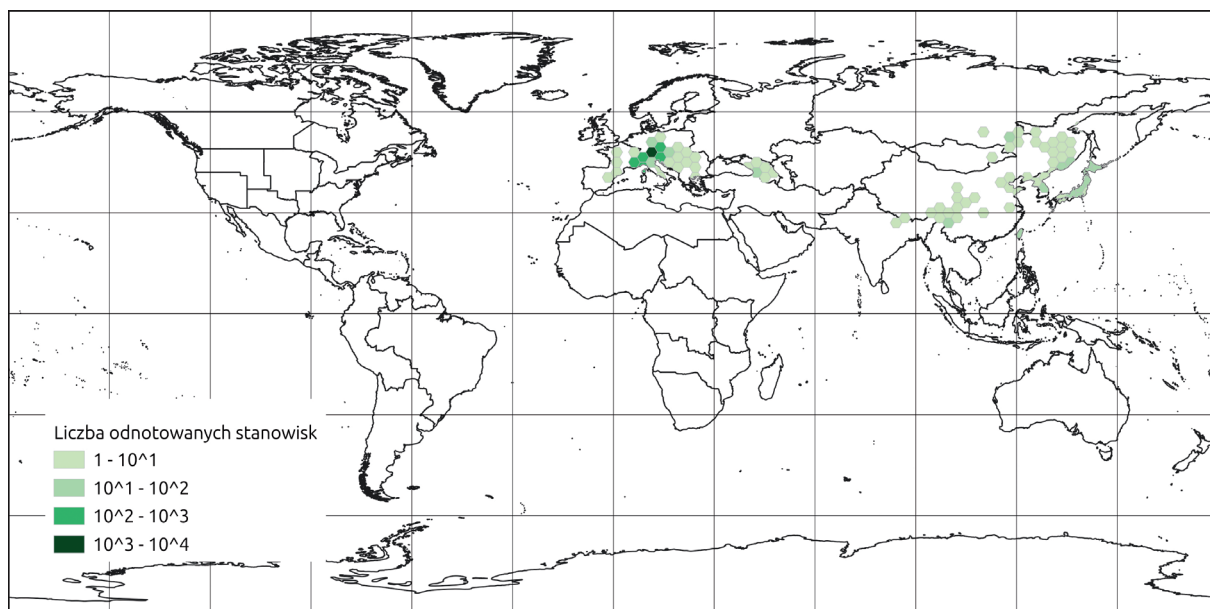 Liczba odnotowanych stanowisk
1 - 10^1
10^1 - 10^2
10^2 - 10^3
10^3 - 10^4